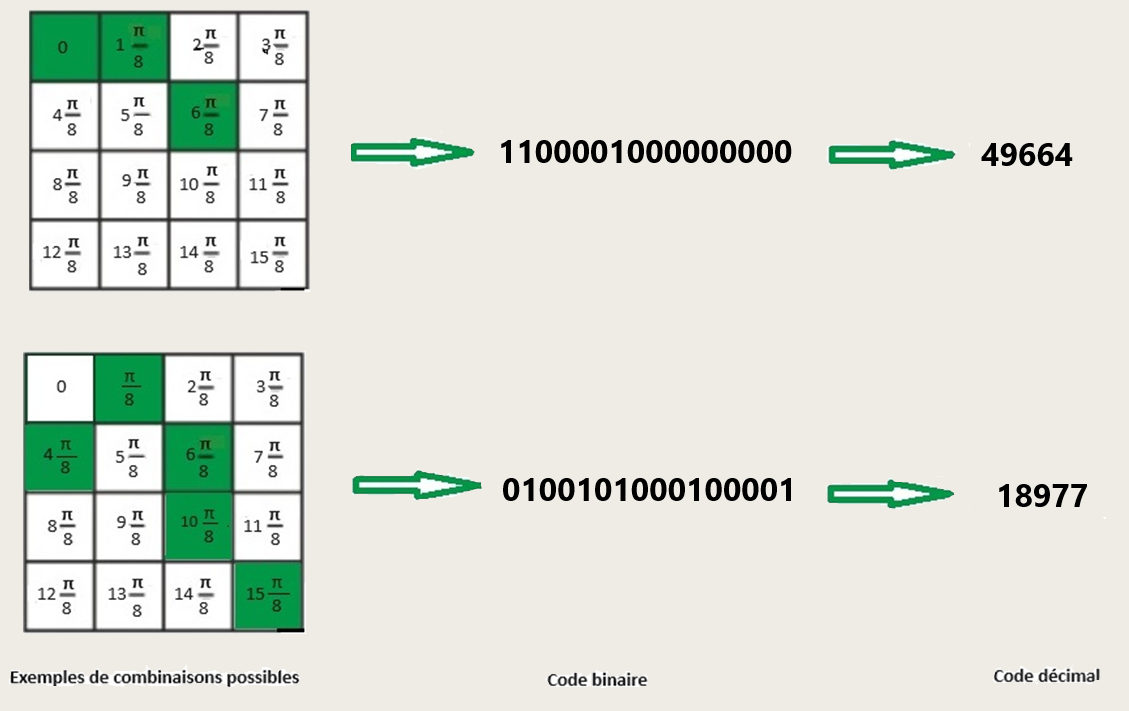 0 1 π/8 2 π/8 3 π/8
4 π/8 5 π/8 6 π/8 7 π/8
8 π/8 9 π/8 10 π/8 11 π/8
12 π/8 13 π/8 14 π/8 15 π/8
1100001000000000
49664
0 π/8 2 π/8 3 π/8
4 π/8 5 π/8 6 π/8 7 π/8
8 π/8 9 π/8 10 π/8 11 π/8
12 π/8 13 π/8 14 π/8 15 π/8
0100101000100001
18977
Exemples de combinaisons possibles
Code binaire
Code décimal